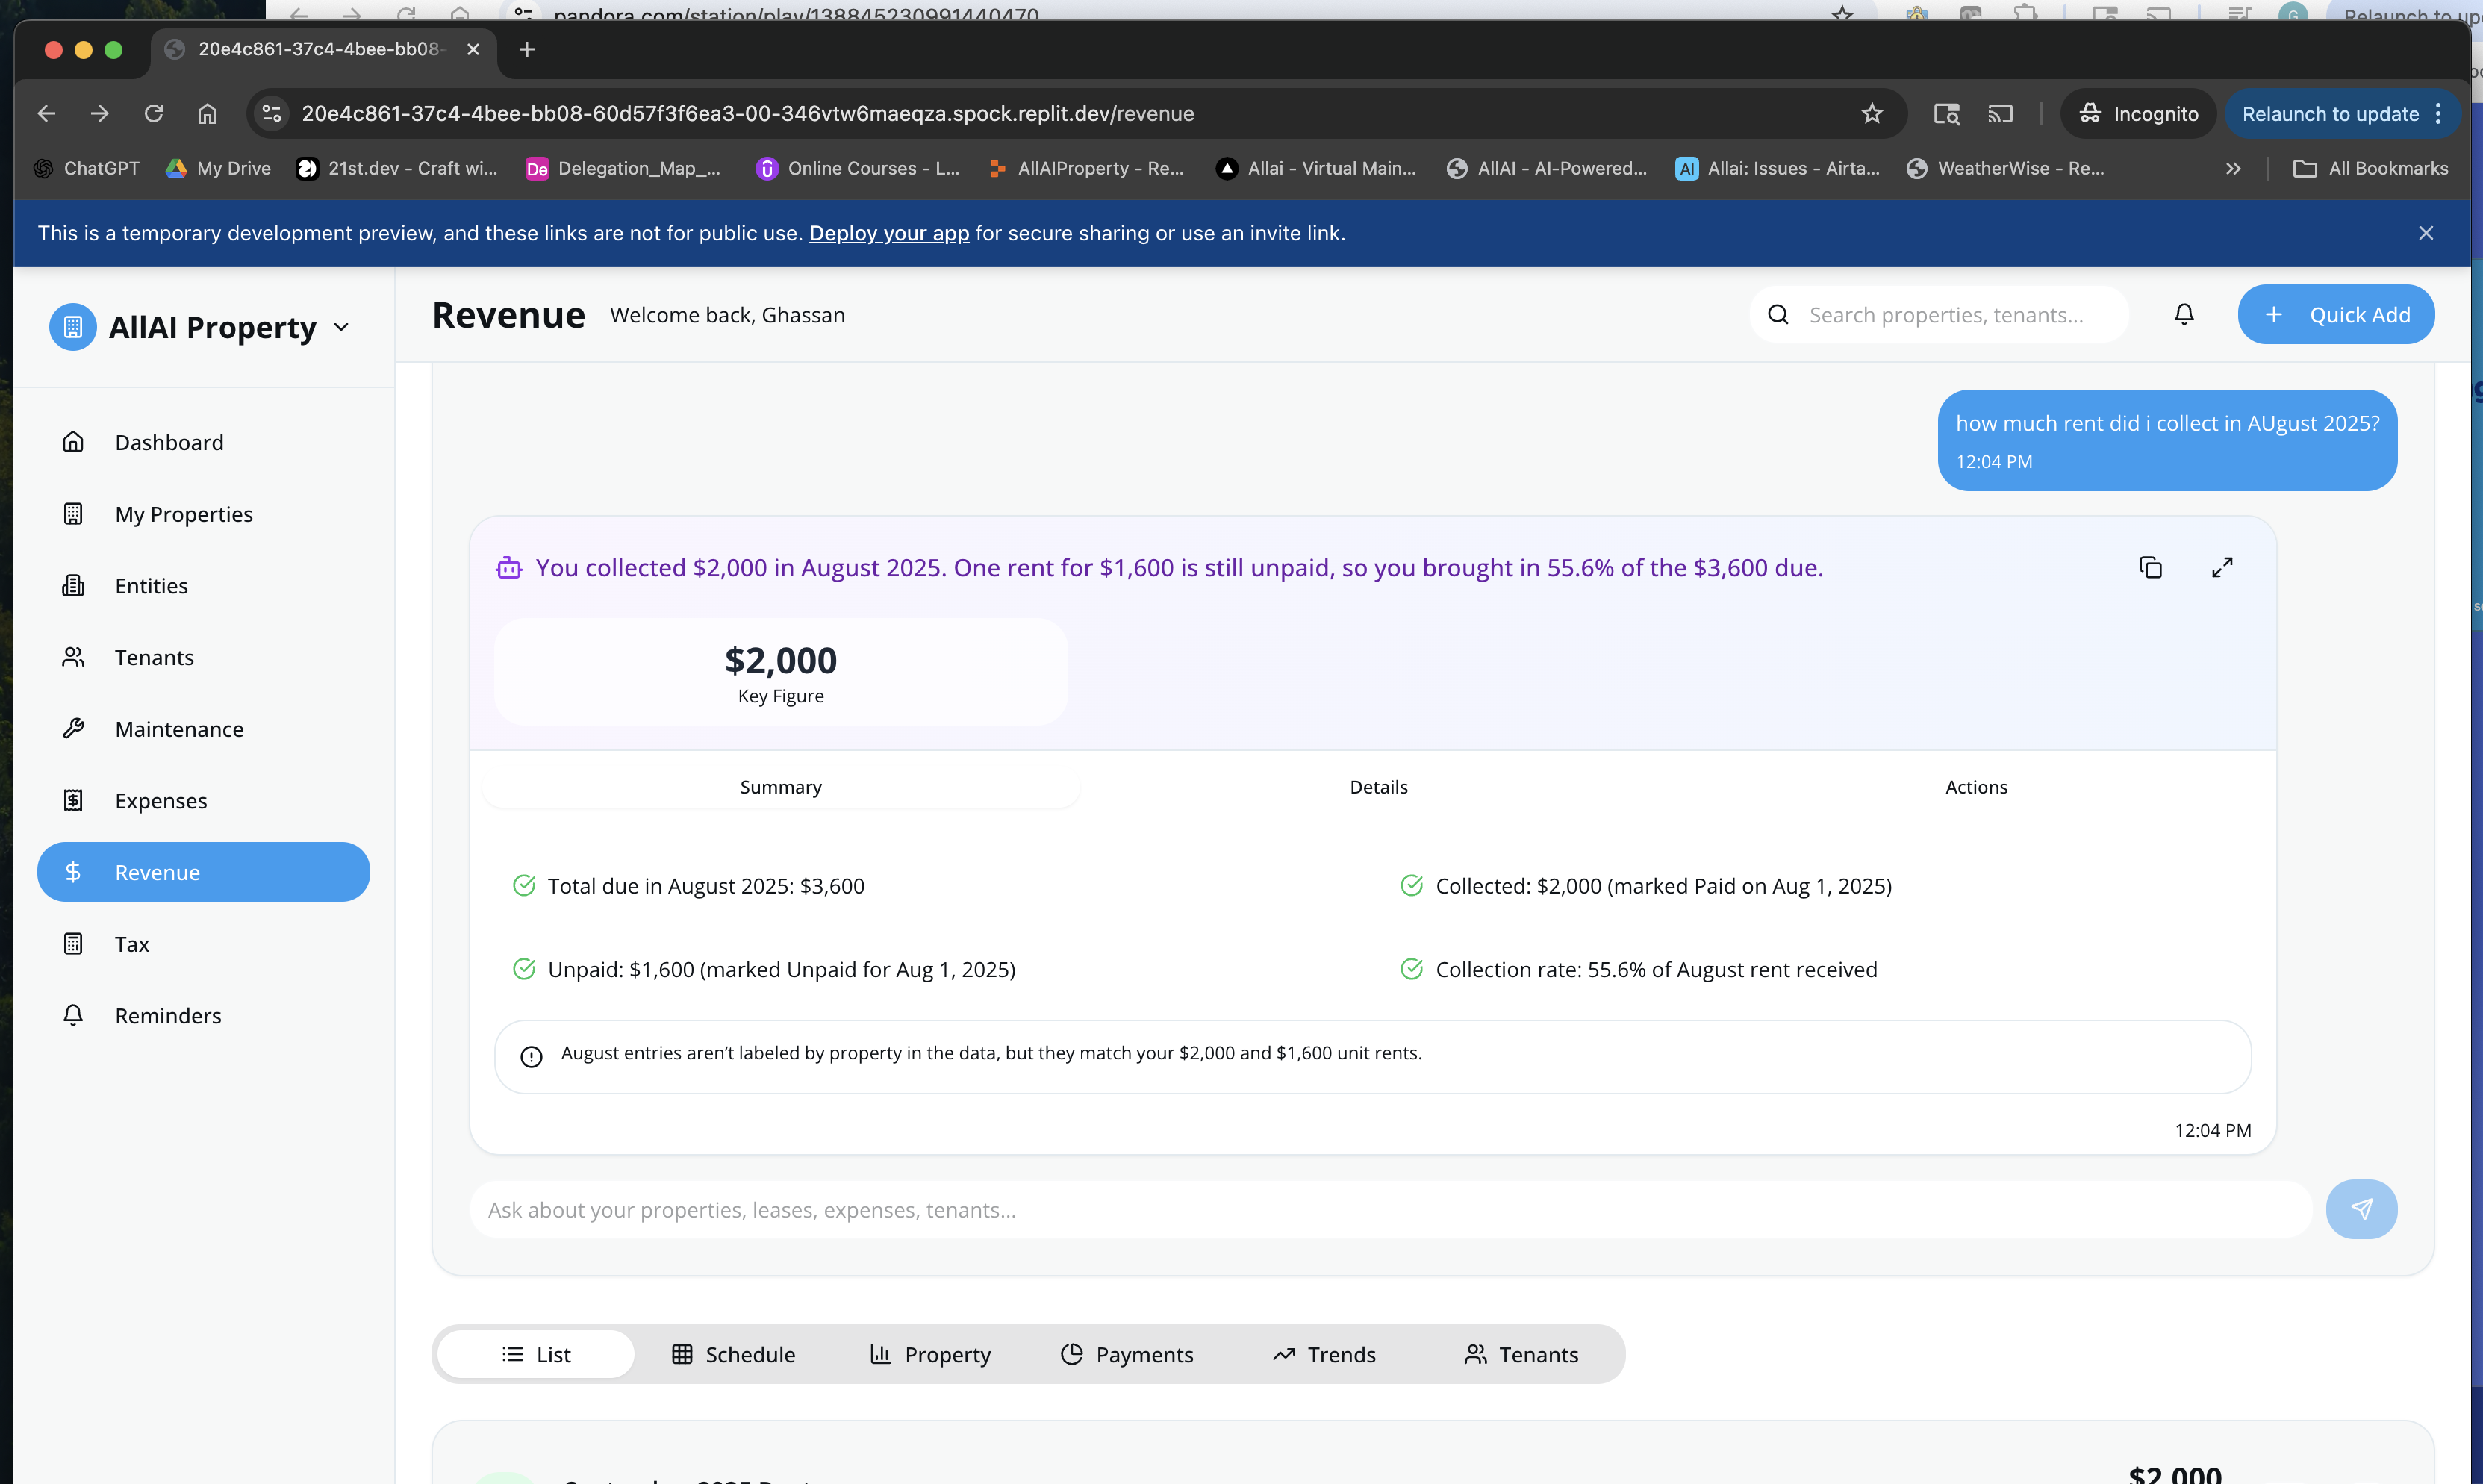 pandora.com/station/play/138845230991440470
Relaunch to
20e4c861-37c4-4bee-bb08-
20e4c861-37c4-4bee-bb08-60d57f3f6ea3-00-346vtw6maeqza.spock.replit.dev/revenue
Incognito
Relaunch to update
ChatGPT
My Drive
21st.dev - Craft wi...
De Delegation_Map_...
Online Courses - L...
AllAIProperty - Re...
Allai - Virtual Main...
AllAI - AI-Powered...
AI Allai: Issues - Airta...
WeatherWise - Re...
All Bookmarks
This is a temporary development preview, and these links are not for public use. Deploy your app for secure sharing or use an invite link.
AllAI Property
Revenue
Welcome back, Ghassan
Search properties, tenants...
Quick Add
Dashboard
My Properties
Entities
Tenants
Maintenance
Expenses
Revenue
Tax
Reminders
how much rent did i collect in AUgust 2025?
12:04 PM
You collected $2,000 in August 2025. One rent for $1,600 is still unpaid, so you brought in 55.6% of the $3,600 due.
$2,000
Key Figure
Summary
Details
Actions
Total due in August 2025: $3,600
Collected: $2,000 (marked Paid on Aug 1, 2025)
Unpaid: $1,600 (marked Unpaid for Aug 1, 2025)
Collection rate: 55.6% of August rent received
August entries aren’t labeled by property in the data, but they match your $2,000 and $1,600 unit rents.
12:04 PM
Ask about your properties, leases, expenses, tenants...
List
Schedule
Property
Payments
Trends
Tenants
$2,000